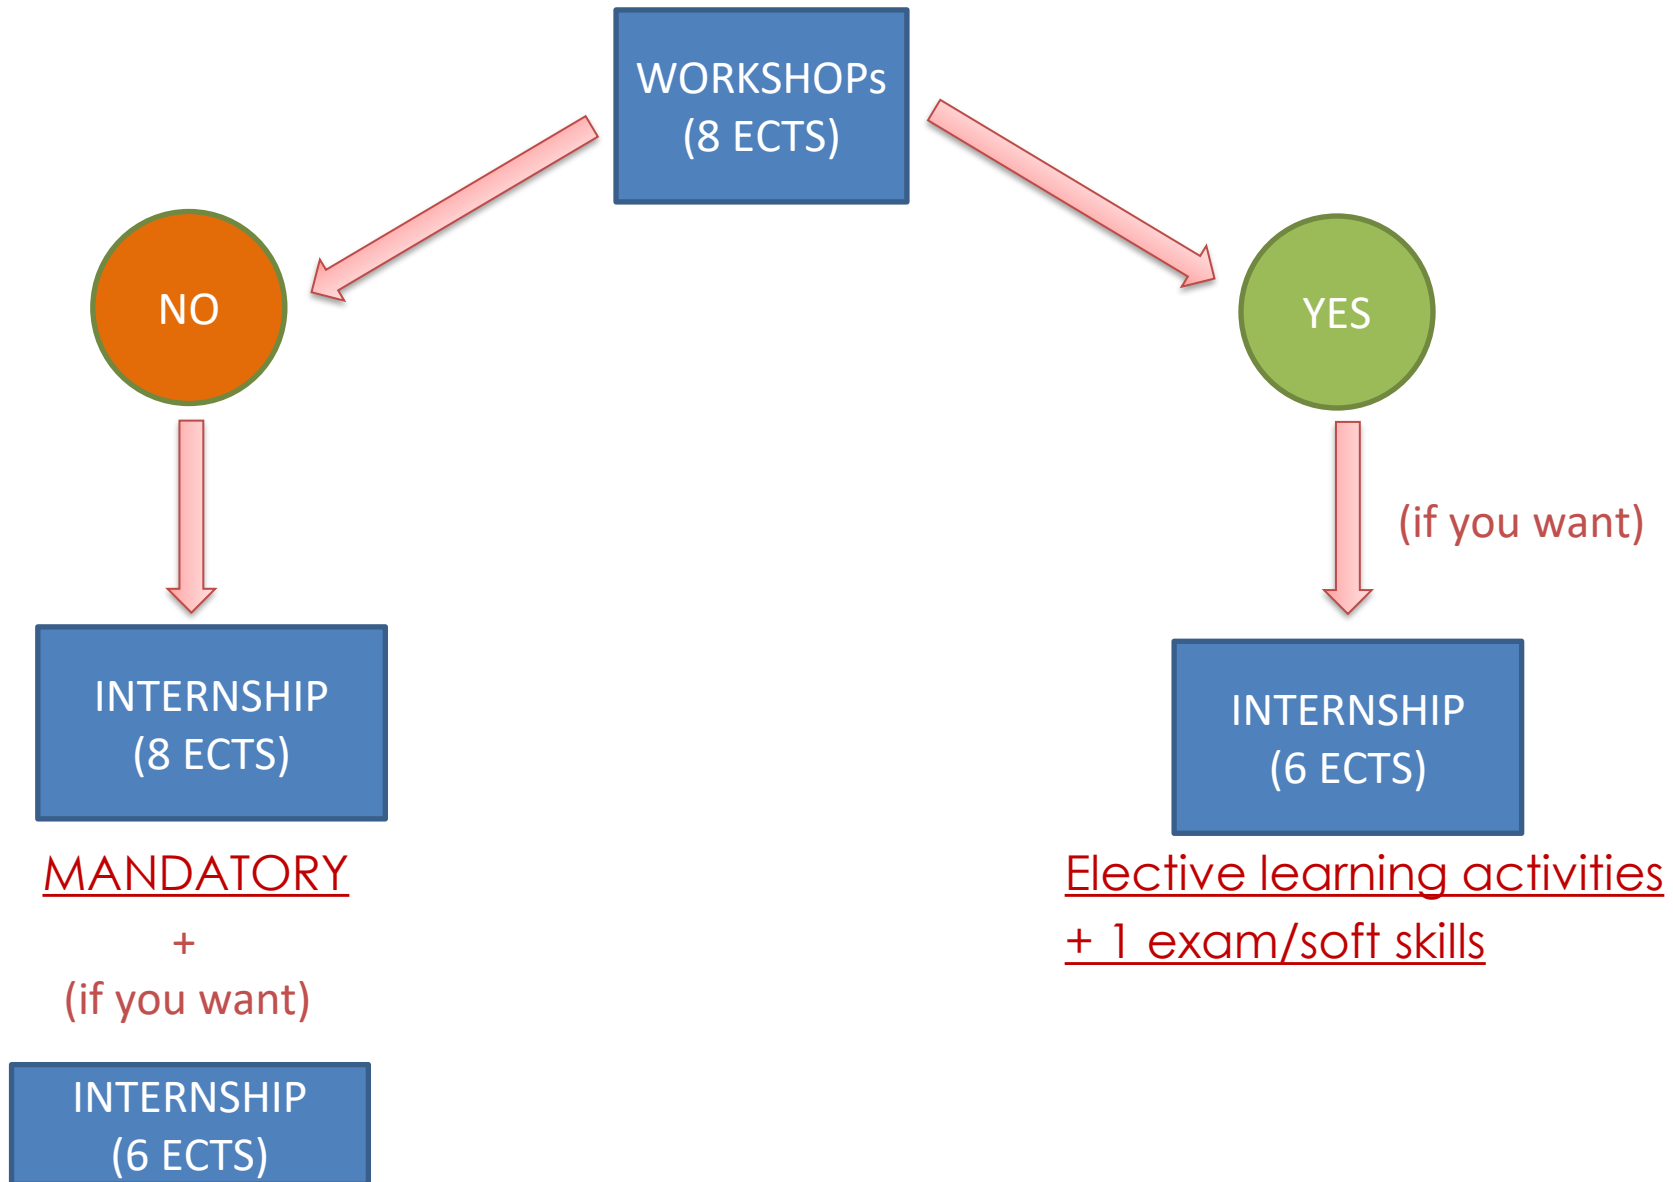 WORKSHOPs
(8 ECTS)
NO
YES
(if you want)
INTERNSHIP
(8 ECTS)
INTERNSHIP
(6 ECTS)
MANDATORY
+
(if you want)
Elective learning activities
+ 1 exam/soft skills
INTERNSHIP
(6 ECTS)